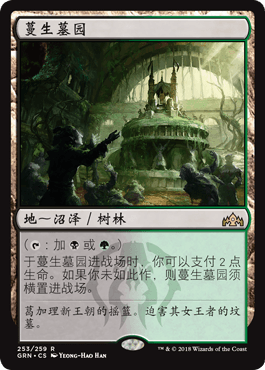 蔓生墓园
地～沼泽／树林
（：加或。）
于蔓生墓园进战场时，你可以支付２点
生命。如果你未如此作，则蔓生墓园须
横置进战场。
葛加理新王朝的摇篮。迫害其女王者的坟
墓。
253/259 R
GRN • CS Yeong-Hao Han
™ & © 2018 Wizards of the Coast